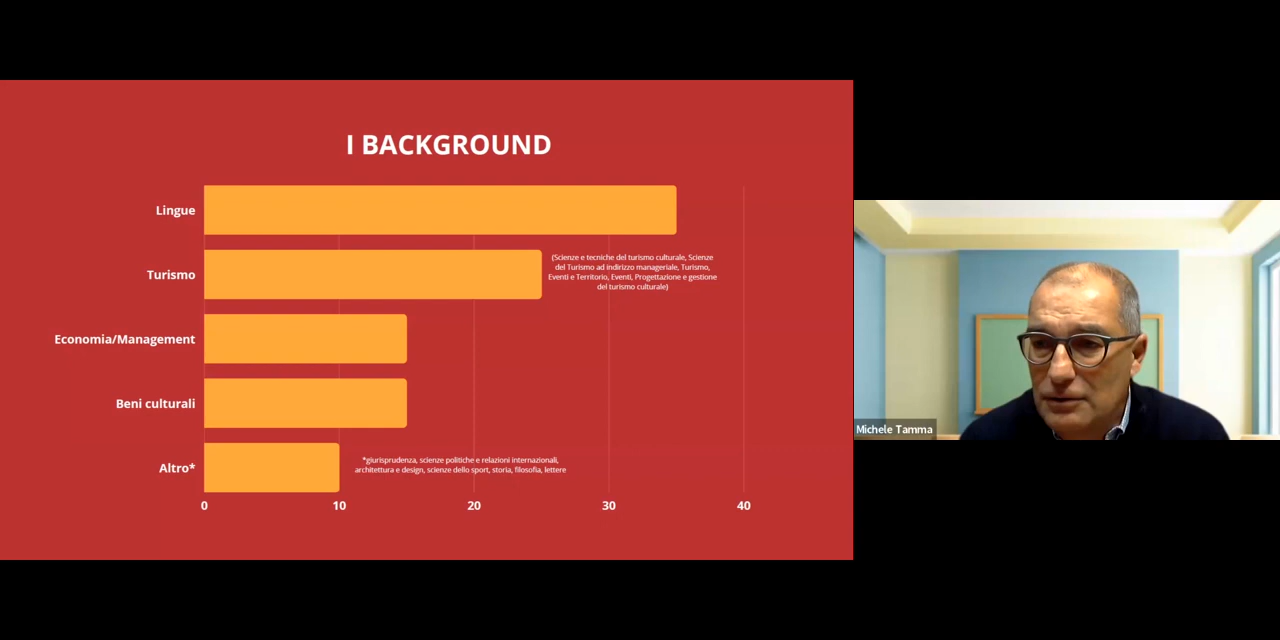 I BACKGROUND
Lingue
Turismo
(Scienze e tecniche del turismo culturale, Scienze
del Turismo ad indirizzo manageriale, Turismo,
Eventi e Territorio, Eventi, Progettazione e gestione
del turismo culturale)
Economia/Management
Beni culturali
Altro*
*giurisprudenza, scienze politiche e relazioni internazionali,
architettura e design, scienze dello sport, storia, filosofia, lettere
0 10 20 30 40
Michele Tamma